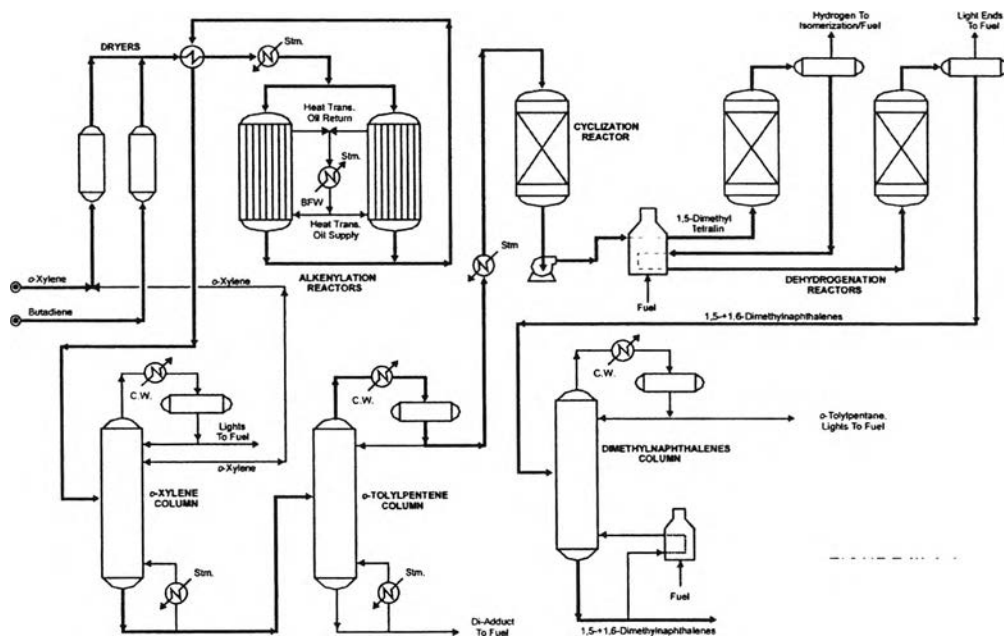 Hydrogen To
Isomerization/Fuel
Light Ends
To Fuel
DRYERS
Stm.
Heat Trans.
Oil Return
Stm.
BFW
Heat Trans.
Oil Supply
ALKENYLATION
REACTORS
CYCLIZATION
REACTOR
Stm
1,5-Dimethyl
Tetralin
Fuel
DEHYDROGENATION
REACTORS
o-Xylene
o-Xylene
Butadiene
1,5-+1,6-Dimethylnaphthalenes
C.W.
Lights
To Fuel
o-Xylene
o-XYLENE
COLUMN
Stm.
C.W.
o-TOLYLPENTENE
COLUMN
Stm.
Di-Adduct
To Fuel
C.W.
o-Tolylpentane,
Lights To Fuel
DIMETHYLNAPHTHALENES
COLUMN
Fuel
1,5-+1,6-Dimethylnaphthalenes